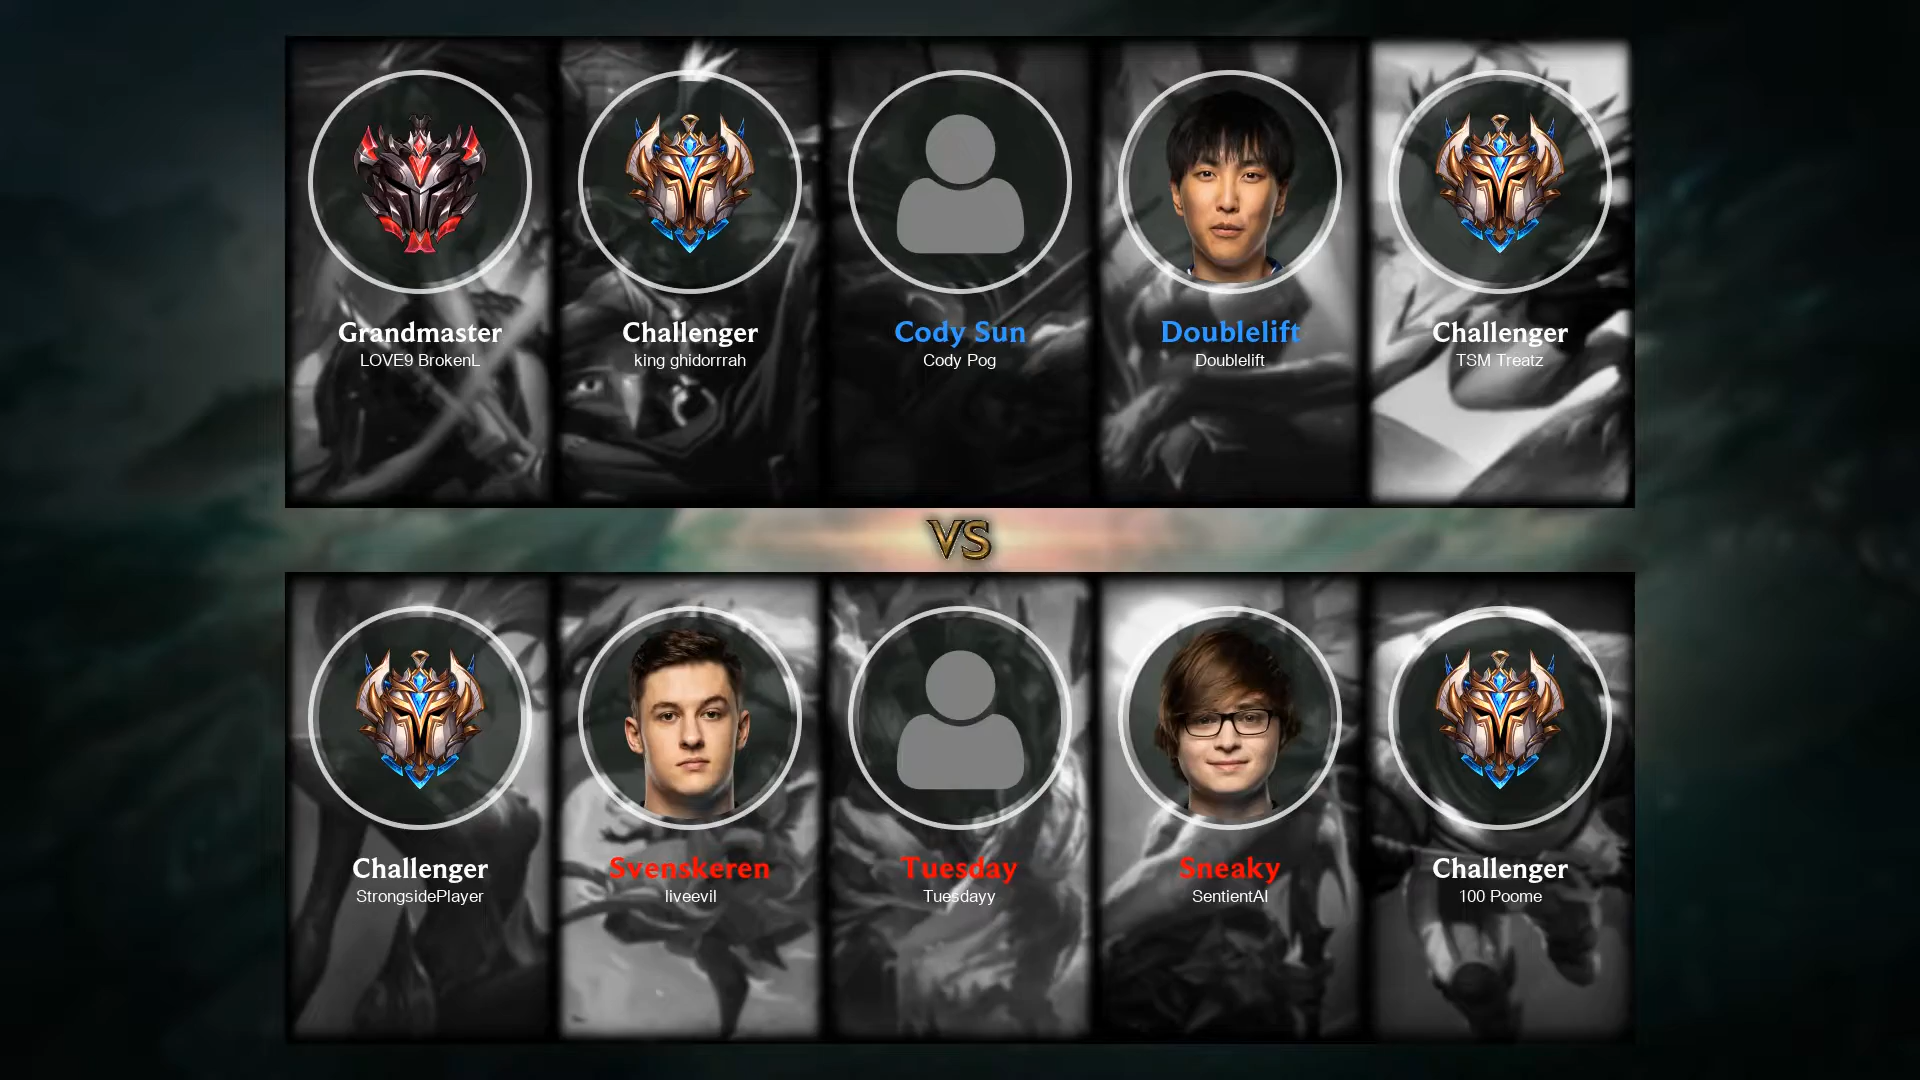 Grandmaster
LOVE9 BrokenL
Challenger
king ghidorrrah
Cody Sun
Cody Pog
Doublelift
Doublelift
Challenger
TSM Treatz
VS
Challenger
StrongsidePlayer
Svenskeren
liveevil
Tuesday
Tuesdayy
Sneaky
SentientAI
Challenger
100 Poome